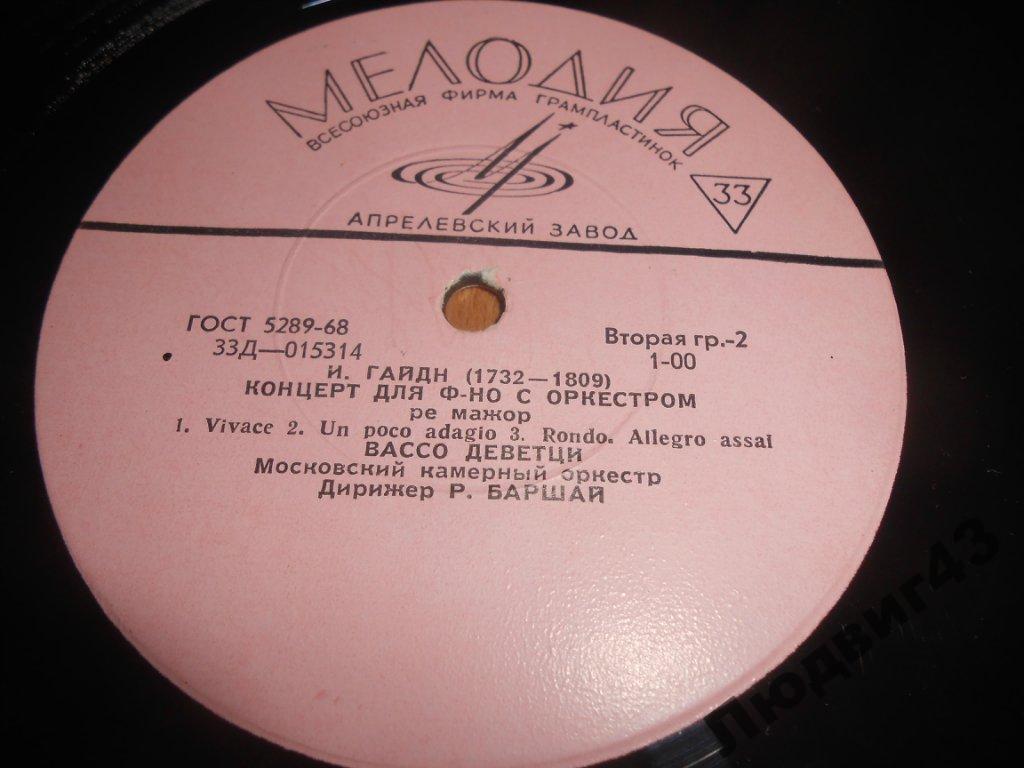 МЕЛОДИЯ
ВСЕСОЮЗНАЯ ФИРМА ГРАМПЛАСТИНОК
33
АПРЕЛЕВСКИЙ ЗАВОД
ГОСТ 5289-68
Вторая гр.-2
33Д—015314
1-00
И. ГАЙДН (1732—1809)
КОНЦЕРТ ДЛЯ Ф-НО С ОРКЕСТРОМ
ре мажор
1. Vivace 2. Un poco adagio 3. Rondo. Allegro assai
ВАССО ДЕВЕТЦИ
Московский камерный оркестр
Дирижер Р. БАРШАЙ
Людвиг43